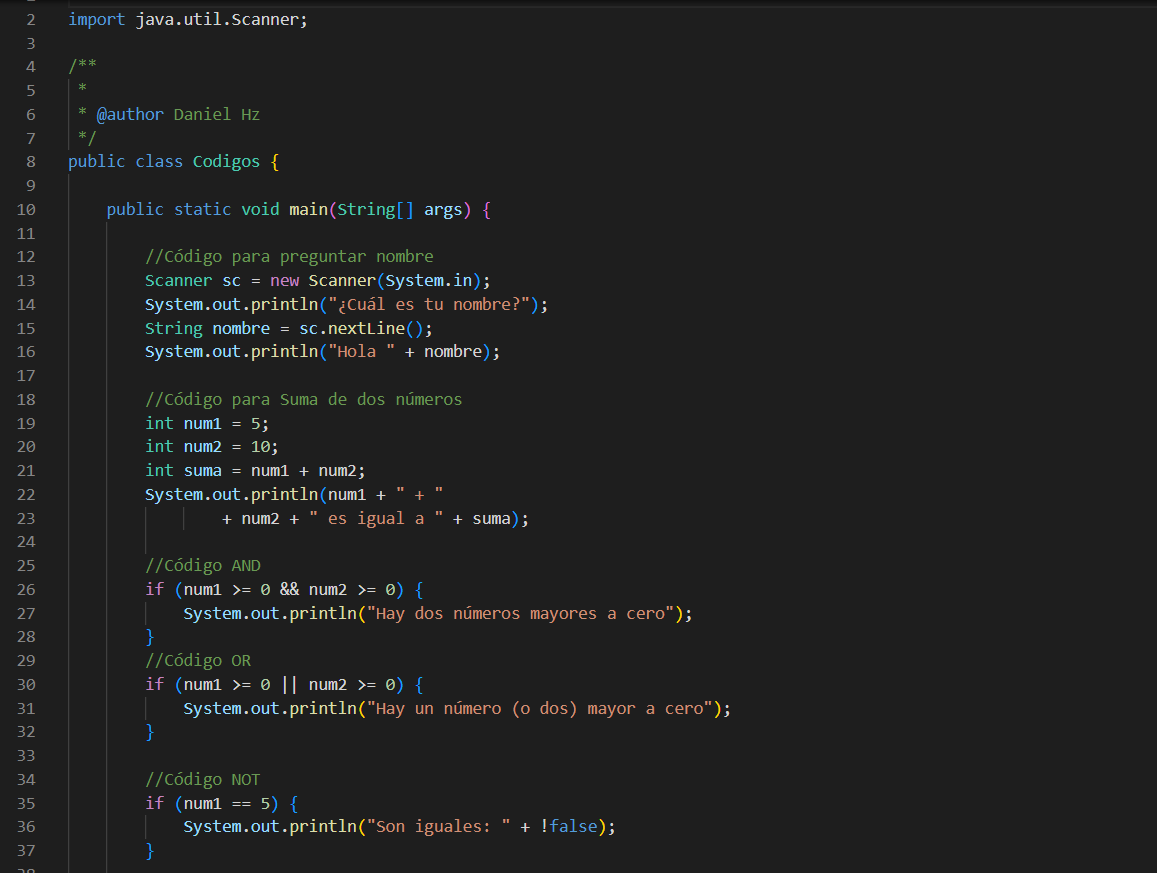 2 import java.util.Scanner;
3
4 /**
5 *
6 * @author Daniel Hz
7 */
8 public class Codigos {
9
10 public static void main(String[] args) {
11
12 //Código para preguntar nombre
13 Scanner sc = new Scanner(System.in);
14 System.out.println("¿Cuál es tu nombre?");
15 String nombre = sc.nextLine();
16 System.out.println("Hola " + nombre);
17
18 //Código para Suma de dos números
19 int num1 = 5;
20 int num2 = 10;
21 int suma = num1 + num2;
22 System.out.println(num1 + " + "
23 + num2 + " es igual a " + suma);
24
25 //Código AND
26 if (num1 >= 0 && num2 >= 0) {
27 System.out.println("Hay dos números mayores a cero");
28 }
29 //Código OR
30 if (num1 >= 0 || num2 >= 0) {
31 System.out.println("Hay un número (o dos) mayor a cero");
32 }
33
34 //Código NOT
35 if (num1 == 5) {
36 System.out.println("Son iguales: " + !false);
37 }